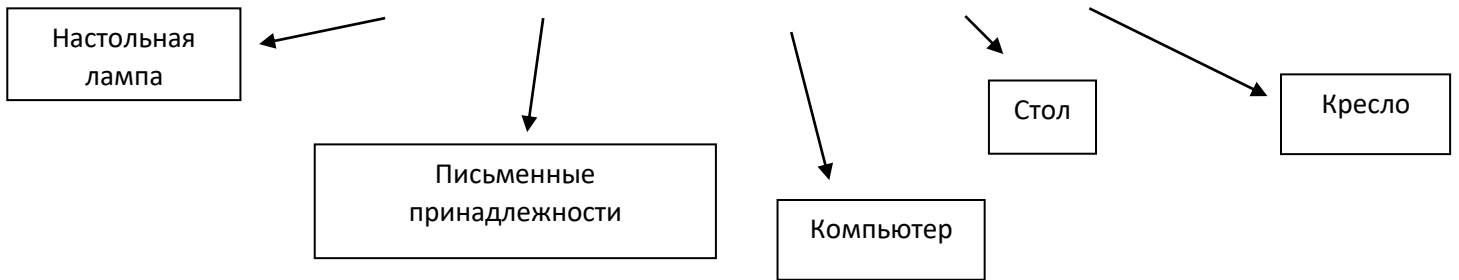 Настольная
лампа
Письменные
принадлежности
Компьютер
Стол
Кресло